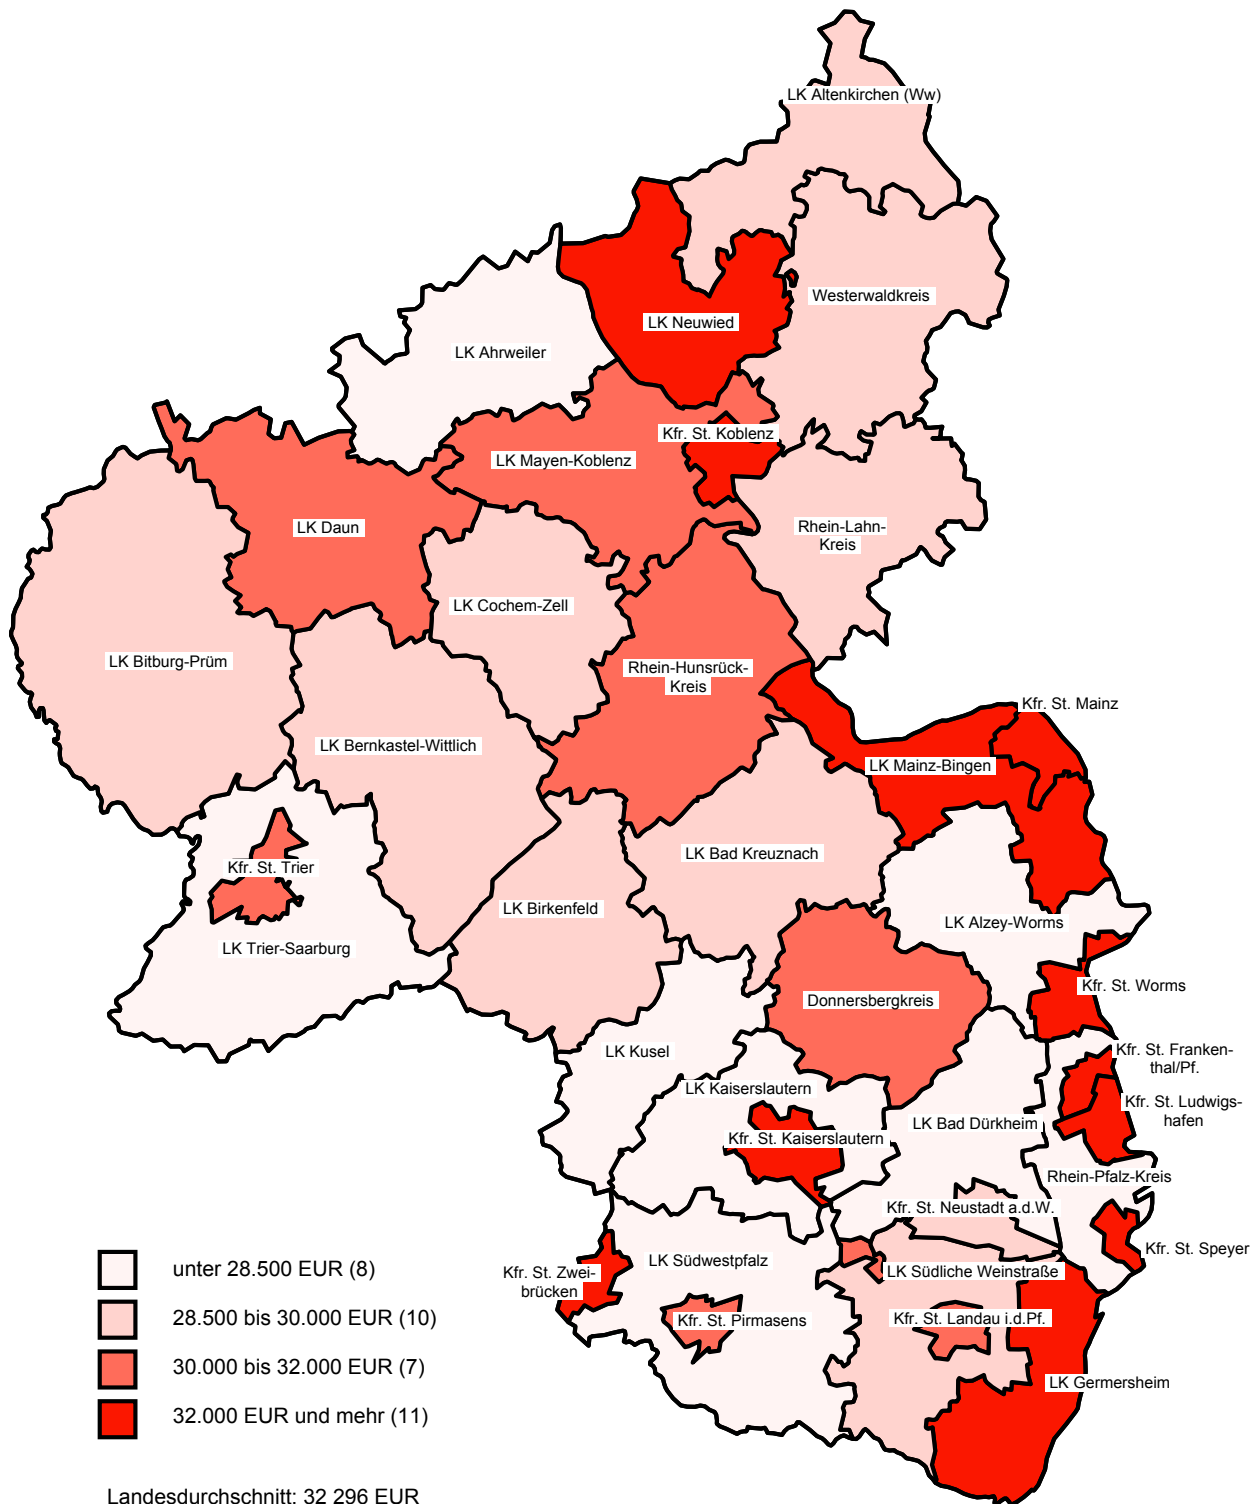 LK Altenkirchen (Ww)
Westerwaldkreis
LK Neuwied
LK Ahrweiler
Kfr. St. Koblenz
LK Mayen-Koblenz
LK Daun
Rhein-Lahn-
Kreis
LK Cochem-Zell
LK Bitburg-Prüm
Rhein-Hunsrück-
Kreis
Kfr. St. Mainz
LK Bernkastel-Wittlich
LK Mainz-Bingen
LK Bad Kreuznach
Kfr. St. Trier
LK Birkenfeld
LK Alzey-Worms
LK Trier-Saarburg
Kfr. St. Worms
Donnersbergkreis
LK Kusel
Kfr. St. Franken-
thal/Pf.
LK Kaiserslautern
Kfr. St. Ludwigs-
hafen
LK Bad Dürkheim
Kfr. St. Kaiserslautern
Rhein-Pfalz-Kreis
Kfr. St. Neustadt a.d.W.
Kfr. St. Speyer
LK Südwestpfalz
Kfr. St. Zwei-
brücken
LK Südliche Weinstraße
Kfr. St. Pirmasens
Kfr. St. Landau i.d.Pf.
LK Germersheim
unter 28.500 EUR (8)
28.500 bis 30.000 EUR (10)
30.000 bis 32.000 EUR (7)
32.000 EUR und mehr (11)
Landesdurchschnitt: 32 296 EUR